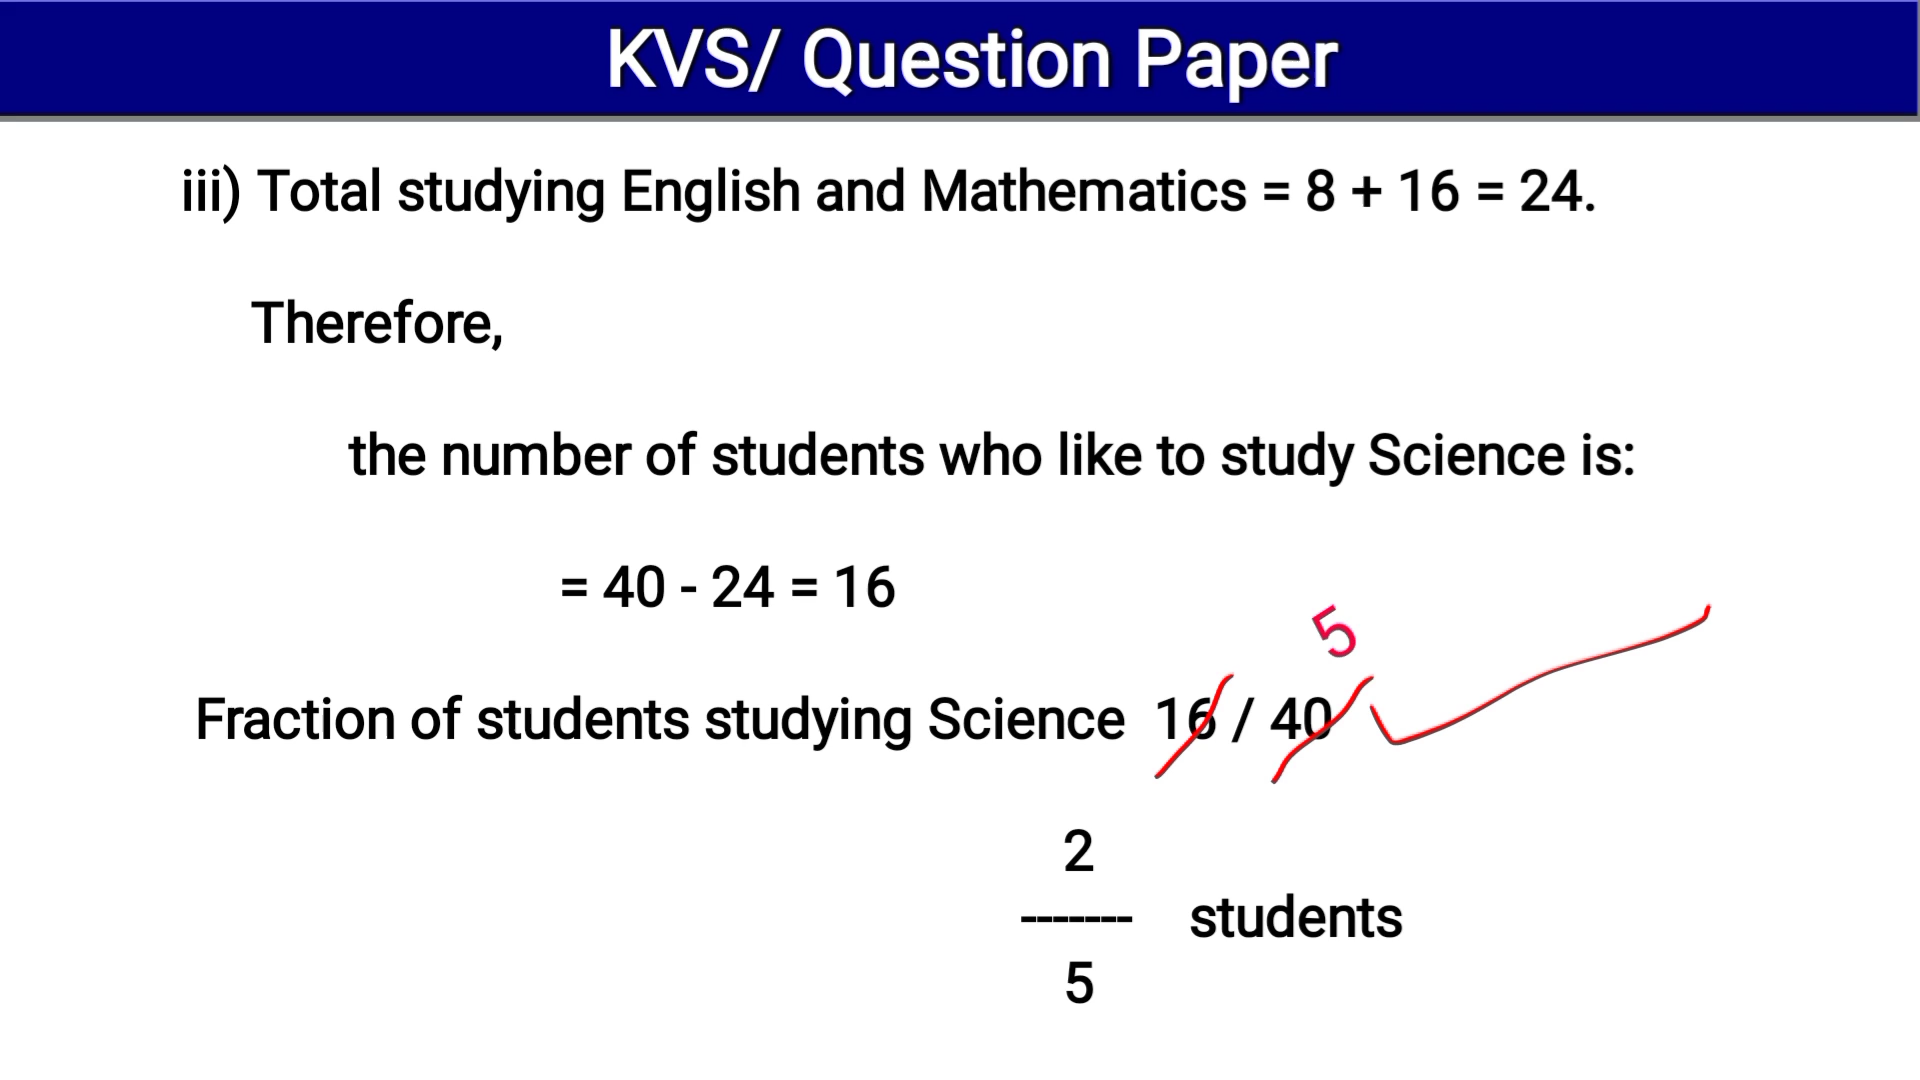 KVS/ Question Paper
iii) Total studying English and Mathematics = 8 + 16 = 24.
Therefore,
the number of students who like to study Science is:
= 40 - 24 = 16
5
Fraction of students studying Science 16 / 40
2
------- students
5